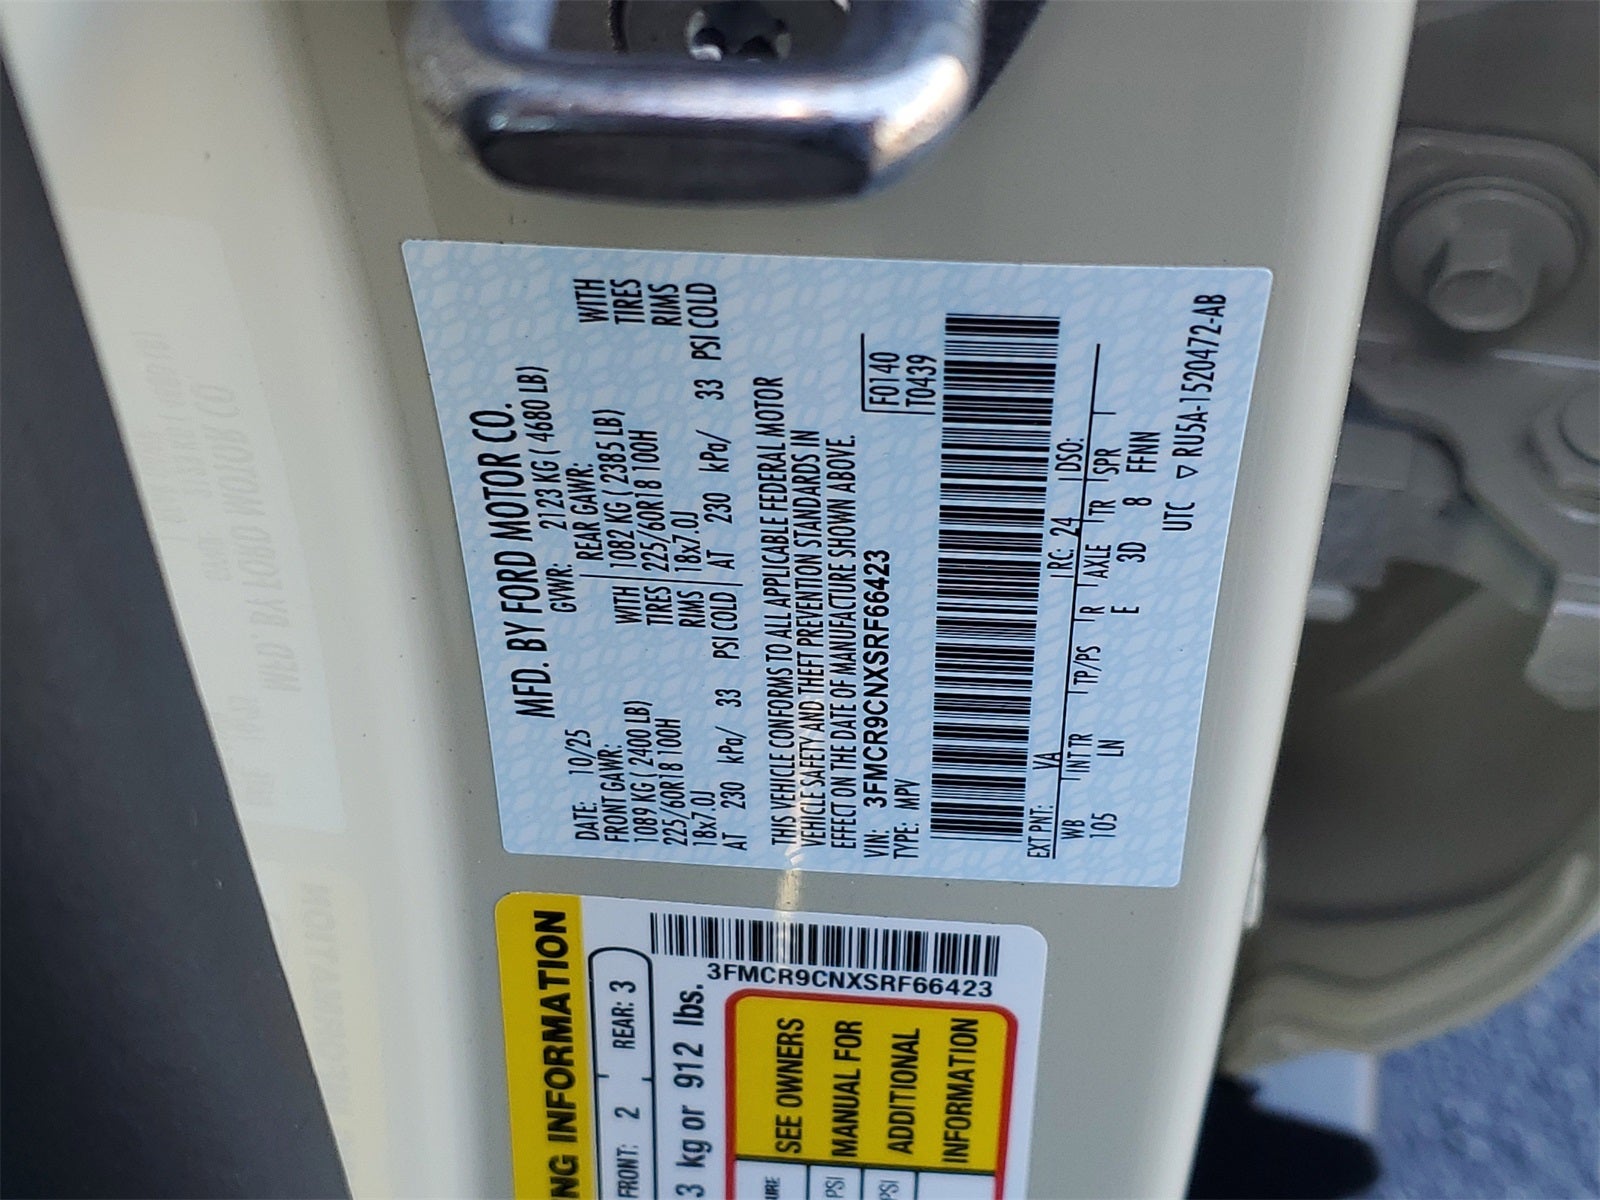 MFD. BY FORD MOTOR CO.
DATE: 10/25 GVWR: 2123 KG ( 4680 LB)
FRONT GAWR: REAR GAWR:
1089 KG ( 2400 LB) WITH 1082 KG ( 2385 LB) WITH
225/60R18 100H TIRES 225/60R18 100H TIRES
18x7.0J RIMS 18x7.0J RIMS
AT 230 kPa/ 33 PSI COLD AT 230 kPa/ 33 PSI COLD
THIS VEHICLE CONFORMS TO ALL APPLICABLE FEDERAL MOTOR
VEHICLE SAFETY AND THEFT PREVENTION STANDARDS IN
EFFECT ON THE DATE OF MANUFACTURE SHOWN ABOVE.
VIN: 3FMCR9CNXSRF66423 F0140
TYPE: MPV T0439
EXT PNT: YA RC: 24 DSO:
WB INT TR TP/PS R AXLE TR SPR
105 LN E 3D 8 FFNN
UTC ▽ RU5A-1520472-AB
NG INFORMATION
FRONT: 2 REAR: 3
3 kg or 912 lbs.
3FMCR9CNXSRF66423
SEE OWNERS
MANUAL FOR
ADDITIONAL
INFORMATION
PSI
PSI